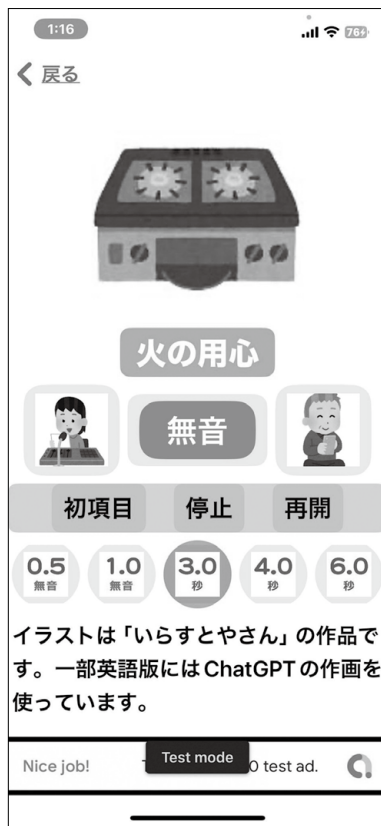 1:16
76
戻る
火の用心
無音
初項目 停止 再開
0.5 1.0 3.0 4.0 6.0
無音 無音 秒 秒 秒
イラストは「いらすとやさん」の作品で
す。一部英語版にはChatGPTの作画を
使っています。
Nice job! Test mode 0 test ad.